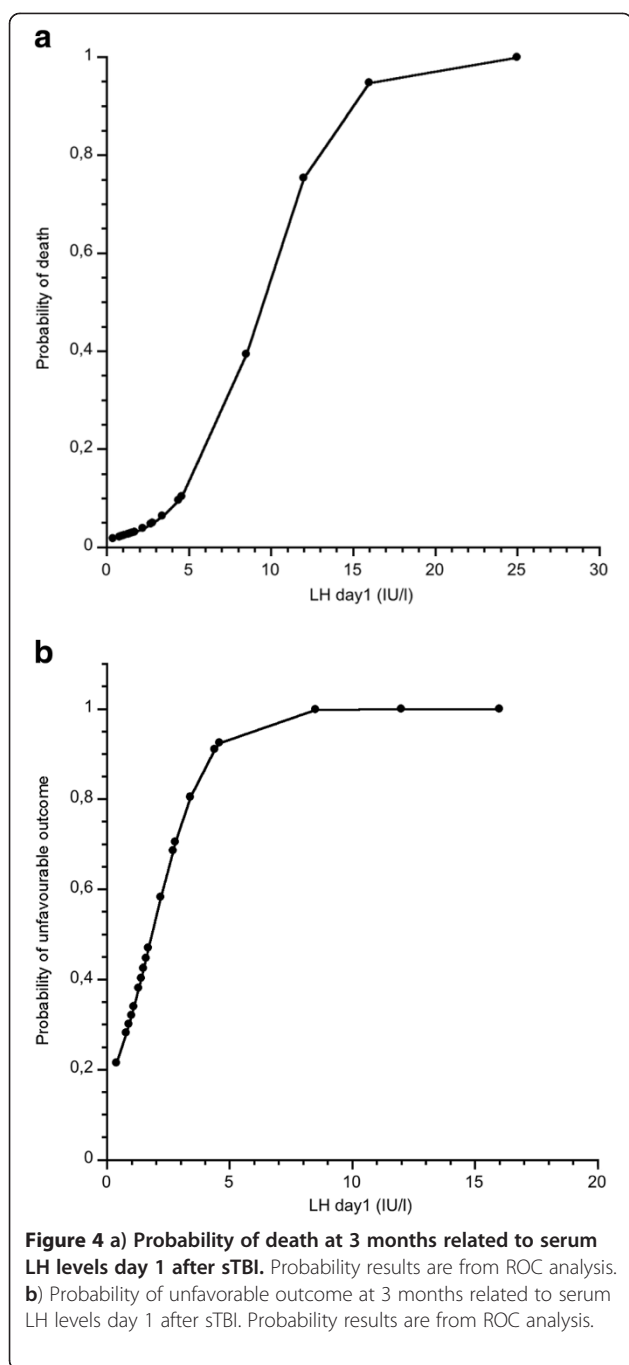 a
1
0,8
0,6
0,4
0,2
0
Probability of death
0 5 10 15 20 25 30
LH day1 (IU/l)
b
1
0,8
0,6
0,4
0,2
0
Probability of unfavourable outcome
0 5 10 15 20
LH day1 (IU/l)
Figure 4 a) Probability of death at 3 months related to serum
LH levels day 1 after sTBI. Probability results are from ROC analysis.
b) Probability of unfavorable outcome at 3 months related to serum
LH levels day 1 after sTBI. Probability results are from ROC analysis.